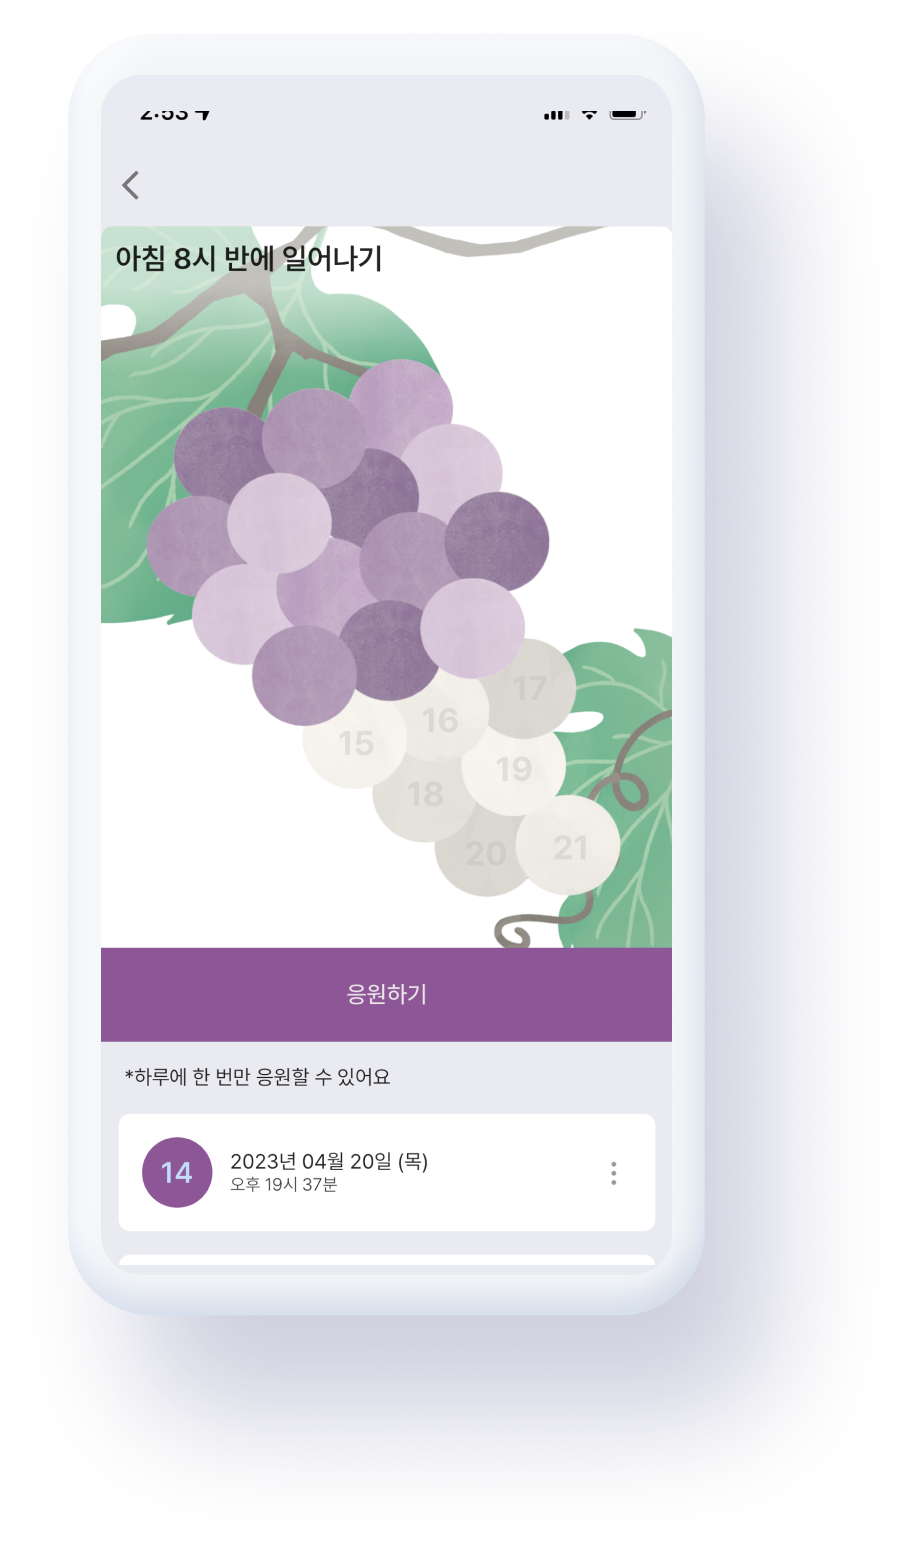 2:53
아침 8시 반에 일어나기
17
16
15
19
18
20
21
응원하기
*하루에 한 번만 응원할 수 있어요
14
2023년 04월 20일 (목)
오후 19시 37분